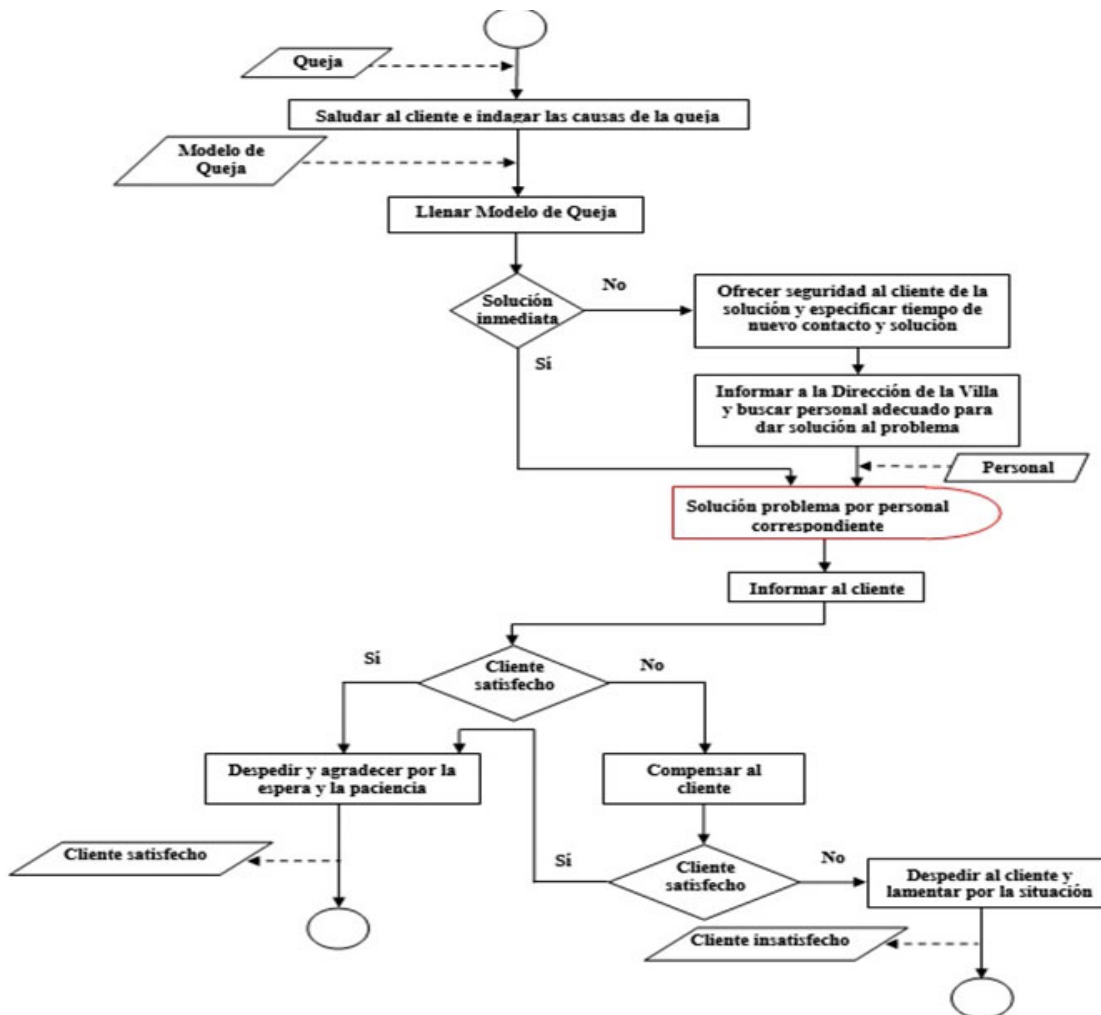 Queja
Saludar al cliente e indagar las causas de la queja
Modelo de
Queja
Llenar Modelo de Queja
Solución
inmediata
No
Ofrecer seguridad al cliente de la
solución y especificar tiempo de
nuevo contacto y solución
Sí
Informar a la Dirección de la Villa
y buscar personal adecuado para
dar solución al problema
Personal
Solución problema por personal
correspondiente
Informar al cliente
Sí
Cliente
satisfecho
No
Despedir y agradecer por la
espera y la paciencia
Compensar al
cliente
Cliente satisfecho
Sí
Cliente
satisfecho
No
Despedir al cliente y
lamentar por la situación
Cliente insatisfecho